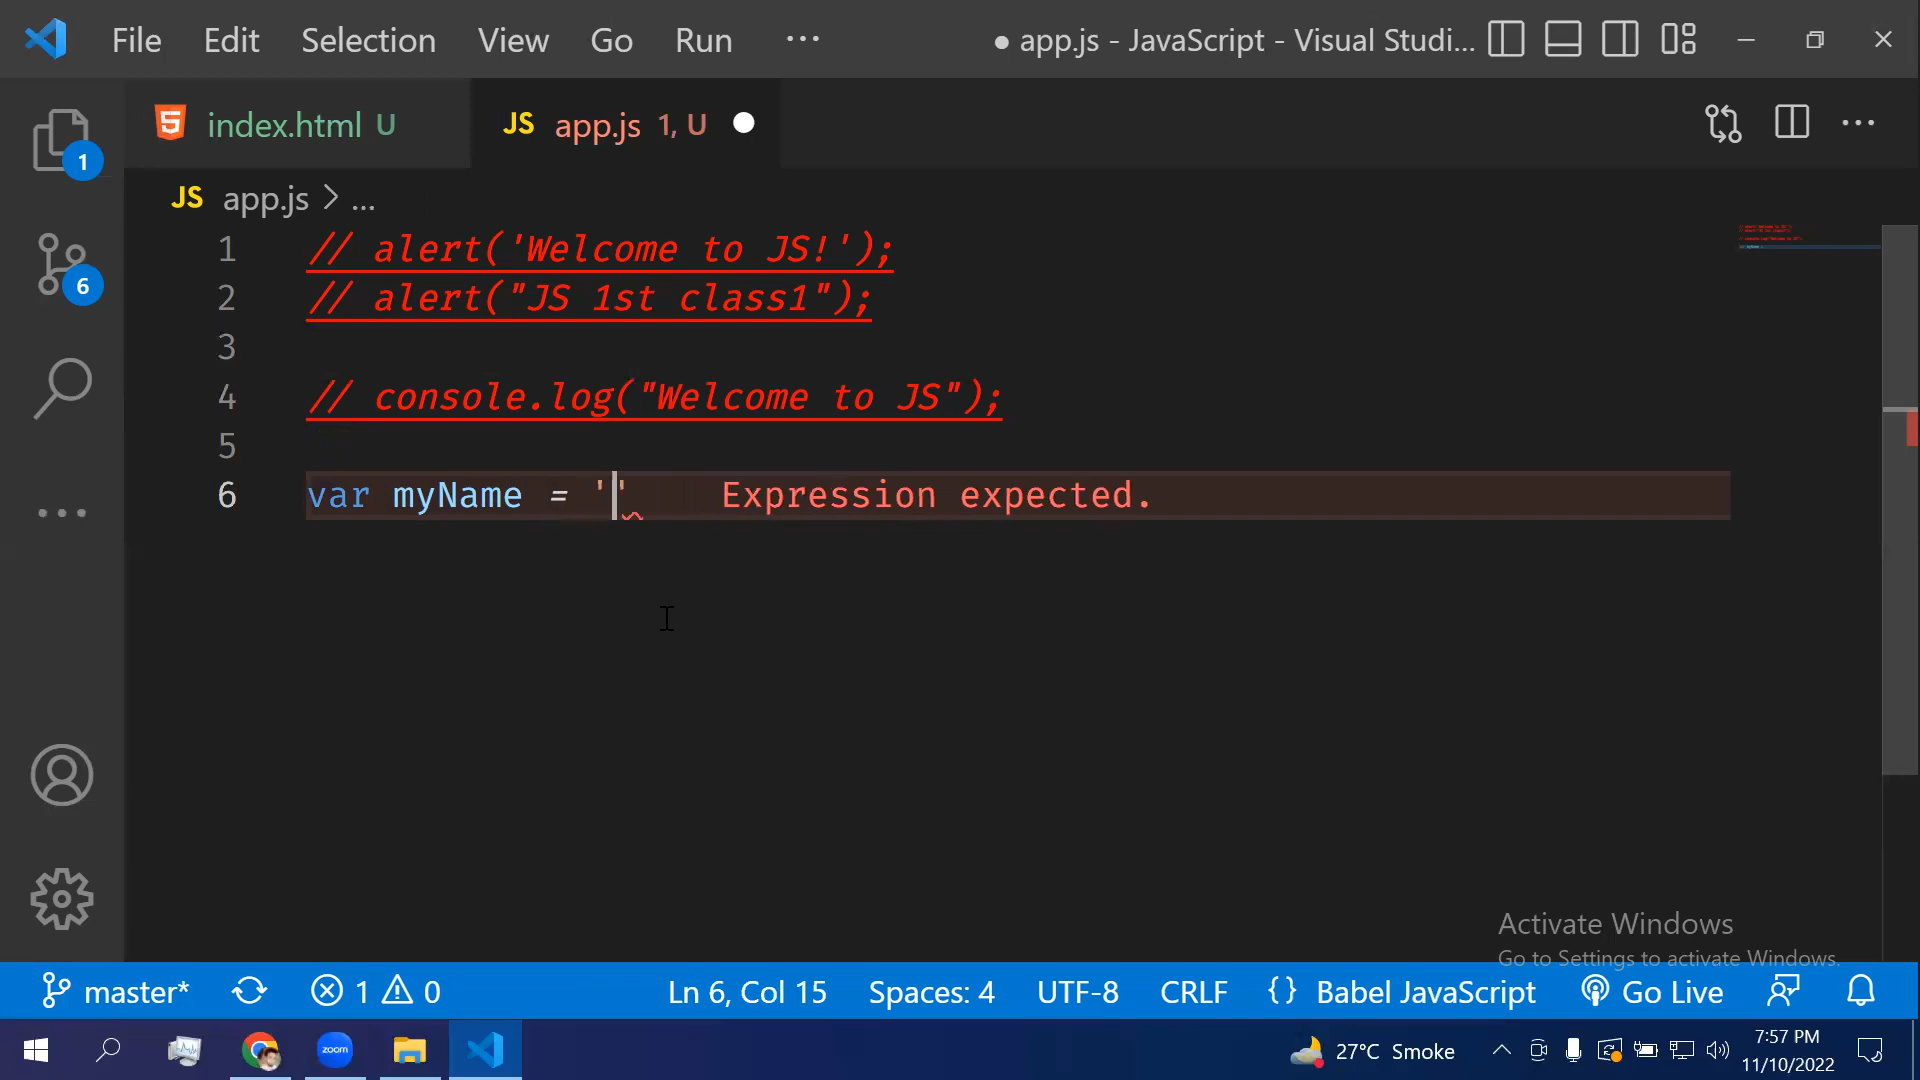 File Edit Selection View Go Run ... ● app.js - JavaScript - Visual Studi...
1
6
index.html U
JS app.js 1, U
JS app.js > ...
1 // alert('Welcome to JS!');
2 // alert("JS 1st class1");
3
4 // console.log("Welcome to JS");
5
6 var myName = '' Expression expected.
Activate Windows
Go to Settings to activate Windows.
master* 1 0 Ln 6, Col 15 Spaces: 4 UTF-8 CRLF {} Babel JavaScript Go Live
zoom 27°C Smoke 7:57 PM
11/10/2022